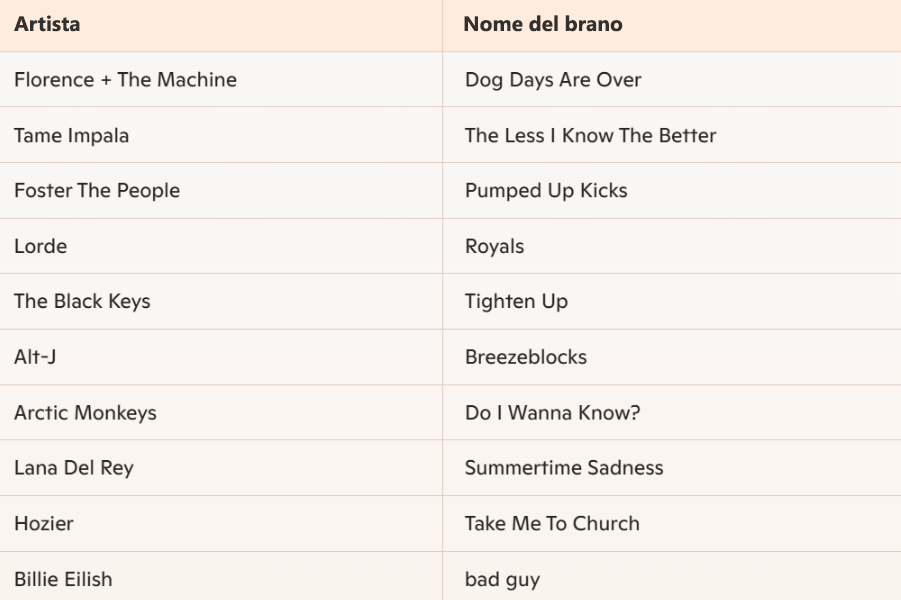 Artista Nome del brano
Florence + The Machine Dog Days Are Over
Tame Impala The Less I Know The Better
Foster The People Pumped Up Kicks
Lorde Royals
The Black Keys Tighten Up
Alt-J Breezeblocks
Arctic Monkeys Do I Wanna Know?
Lana Del Rey Summertime Sadness
Hozier Take Me To Church
Billie Eilish bad guy